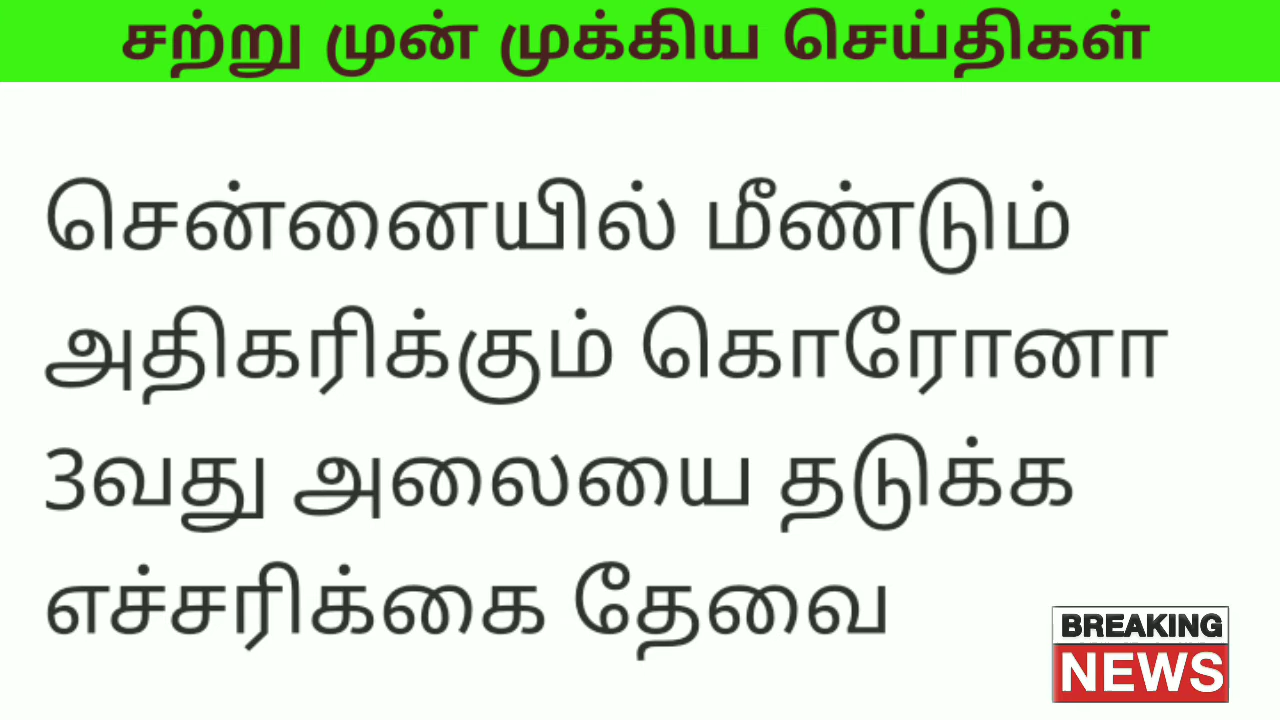 சற்று முன் முக்கிய செய்திகள்
சென்னையில் மீண்டும்
அதிகரிக்கும் கொரோனா
3வது அலையை தடுக்க
எச்சரிக்கை தேவை
BREAKING
NEWS